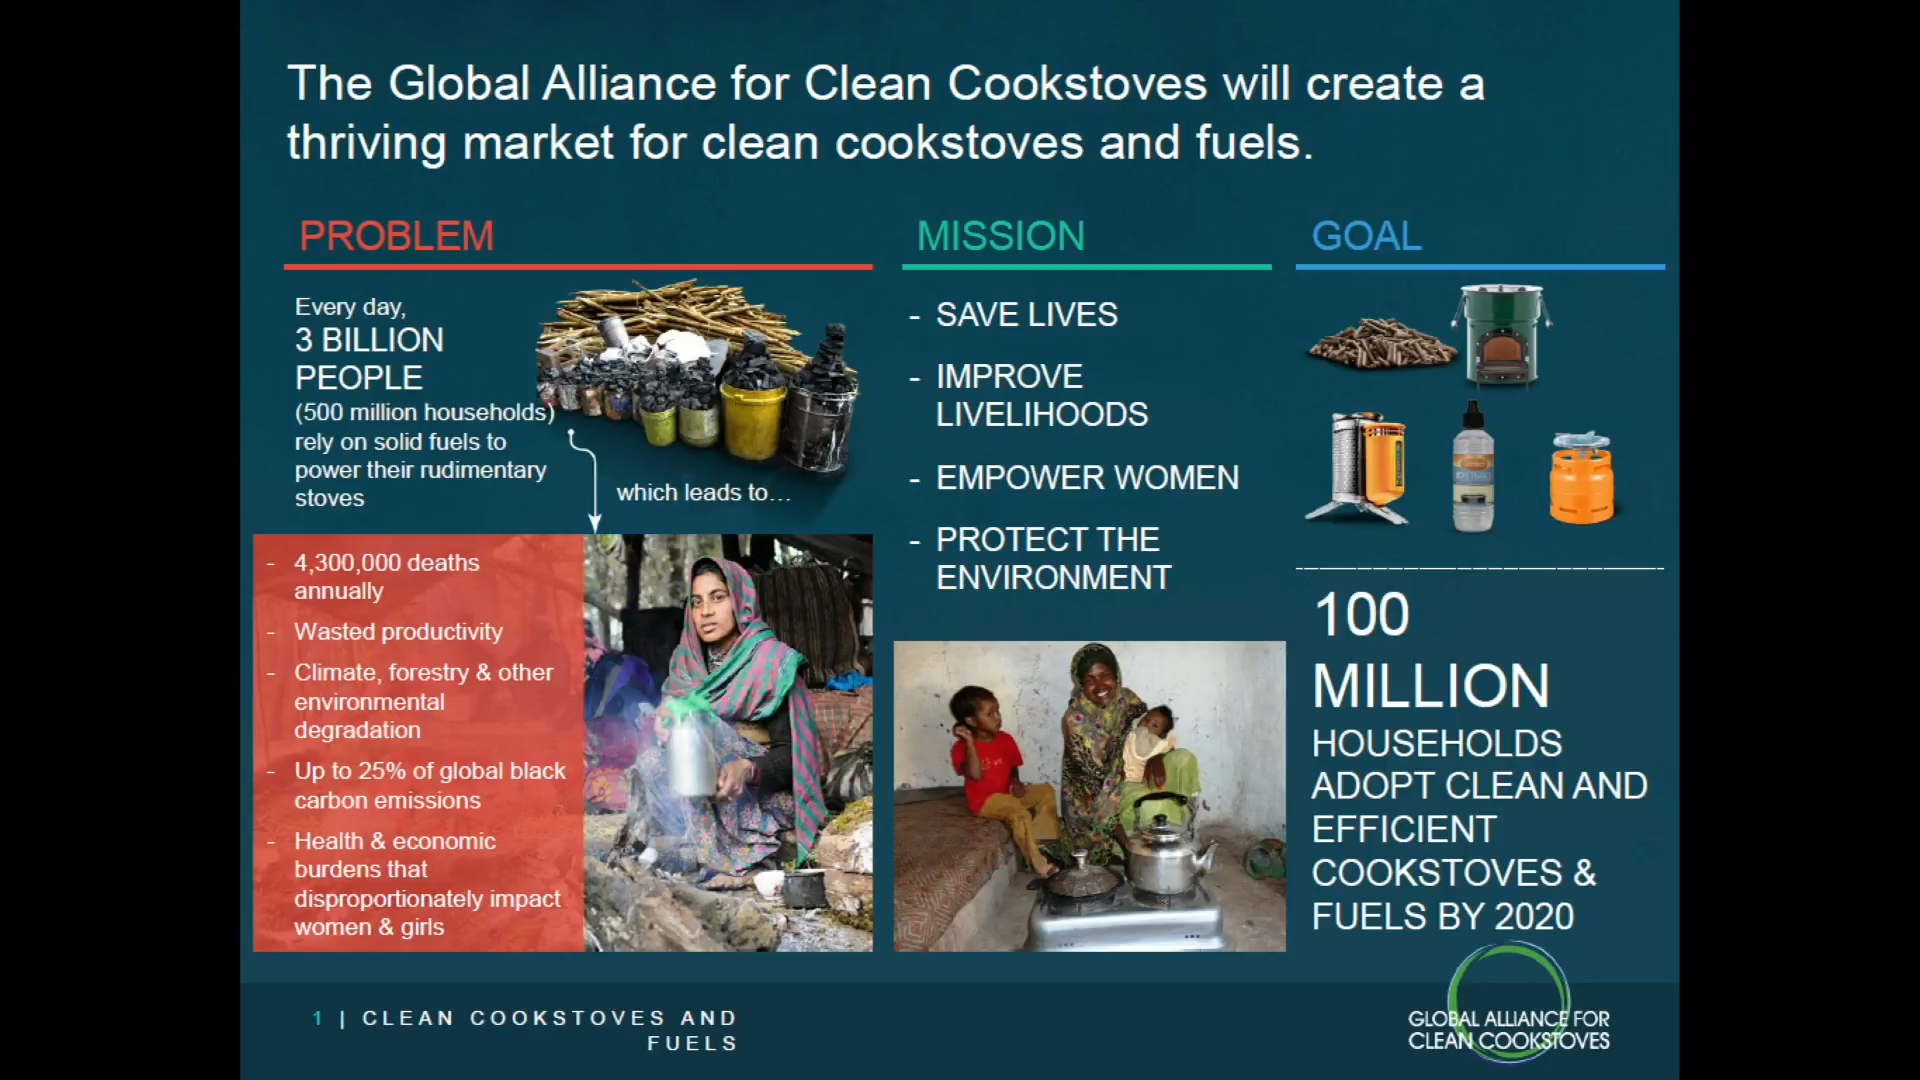 The Global Alliance for Clean Cookstoves will create a
thriving market for clean cookstoves and fuels.
PROBLEM
Every day,
3 BILLION
PEOPLE
(500 million households)
rely on solid fuels to
power their rudimentary
stoves
which leads to…
- 4,300,000 deaths
annually
- Wasted productivity
- Climate, forestry & other
environmental
degradation
- Up to 25% of global black
carbon emissions
- Health & economic
burdens that
disproportionately impact
women & girls
MISSION
- SAVE LIVES
- IMPROVE
LIVELIHOODS
- EMPOWER WOMEN
- PROTECT THE
ENVIRONMENT
GOAL
100
MILLION
HOUSEHOLDS
ADOPT CLEAN AND
EFFICIENT
COOKSTOVES &
FUELS BY 2020
1 | CLEAN COOKSTOVES AND
FUELS
GLOBAL ALLIANCE FOR
CLEAN COOKSTOVES